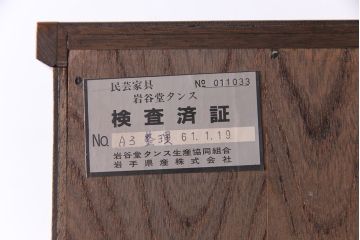 民芸家具 № 011033
岩谷堂タンス
検査済証
No. A3 整理 61.1.19
岩谷堂タンス生産協同組合
岩手県産株式会社